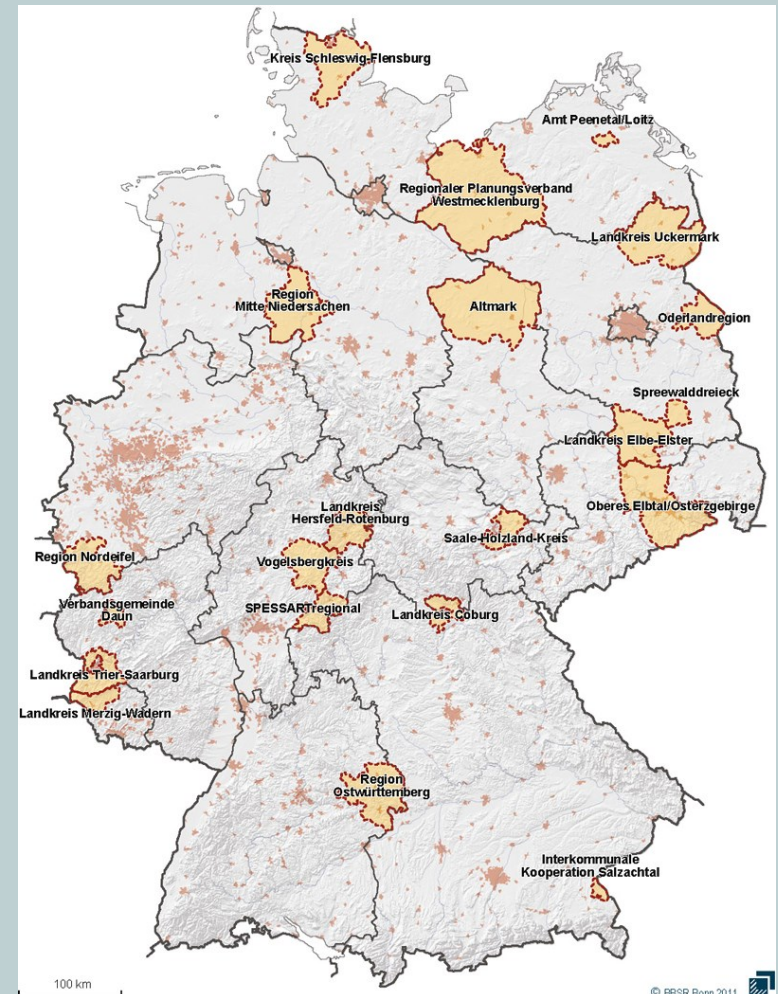 Kreis Schleswig-Flensburg
Amt Peenetal/Loitz
Regionaler Planungsverband
Westmecklenburg
Landkreis Uckermark
Region
Mitte Niedersachen
Altmark
Oderlandregion
Spreewalddreieck
Landkreis Elbe-Elster
Oberes Elbtal/Osterzgebirge
Landkreis
Hersfeld-Rotenburg
Saale-Holzland-Kreis
Region Nordeifel
Vogelsbergkreis
Verbandsgemeinde
Daun
SPESSARTregional
Landkreis Coburg
Landkreis Trier-Saarburg
Landkreis Merzig-Wadern
Region
Ostwürttemberg
Interkommunale
Kooperation Salzachtal
100 km
© BBSR Bonn 2011